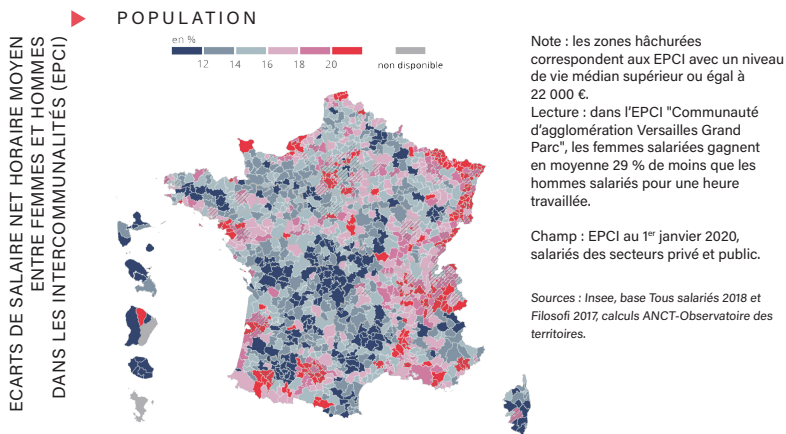 POPULATION
ECARTS DE SALAIRE NET HORAIRE MOYEN
ENTRE FEMMES ET HOMMES
DANS LES INTERCOMMUNALITÉS (EPCI)
en %
12 14 16 18 20
non disponible
Note : les zones hâchurées
correspondent aux EPCI avec un niveau
de vie médian supérieur ou égal à
22 000 €.
Lecture : dans l'EPCI "Communauté
d'agglomération Versailles Grand
Parc", les femmes salariées gagnent
en moyenne 29 % de moins que les
hommes salariés pour une heure
travaillée.
Champ : EPCI au 1er janvier 2020,
salariés des secteurs privé et public.
Sources : Insee, base Tous salariés 2018 et
Filosofi 2017, calculs ANCT-Observatoire des
territoires.